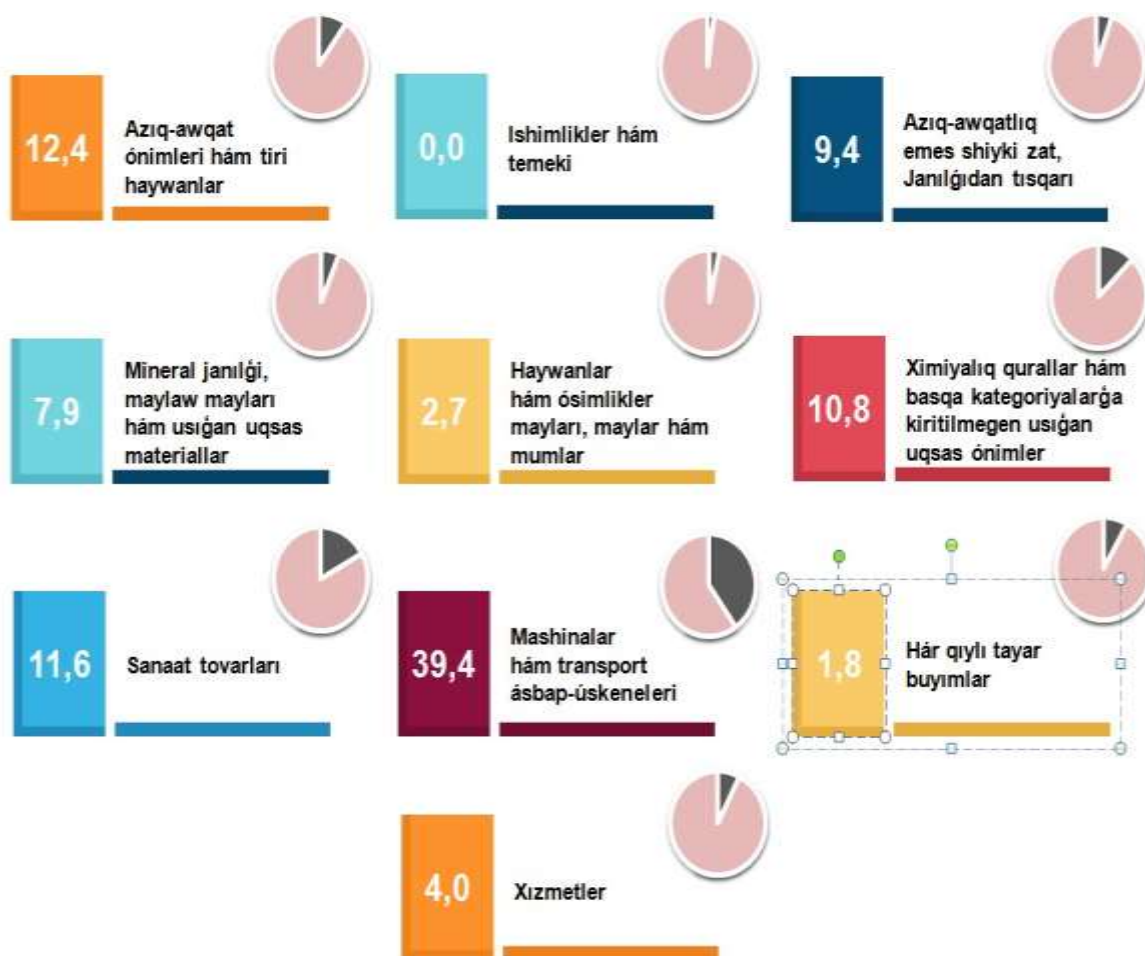 12,4
Azıq-awqat
ónimleri hám tiri
haywanlar
0,0
Ishimlikler hám
temeki
9,4
Azıq-awqatlıq
emes shiyki zat,
Janılǵıdan tısqarı
7,9
Mineral janılǵi,
maylaw mayları
hám usıǵan uqsas
materiallar
2,7
Haywanlar
hám ósimlikler
mayları, maylar hám
mumlar
10,8
Ximiyalıq qurallar hám
basqa kategoriyalarǵa
kiritilmegen usıǵan
uqsas ónimler
11,6
Sanaat tovarları
39,4
Mashinalar
hám transport
ásbap-úskeneleri
1,8
Hár qıylı tayar
buyımlar
4,0
Xızmetler